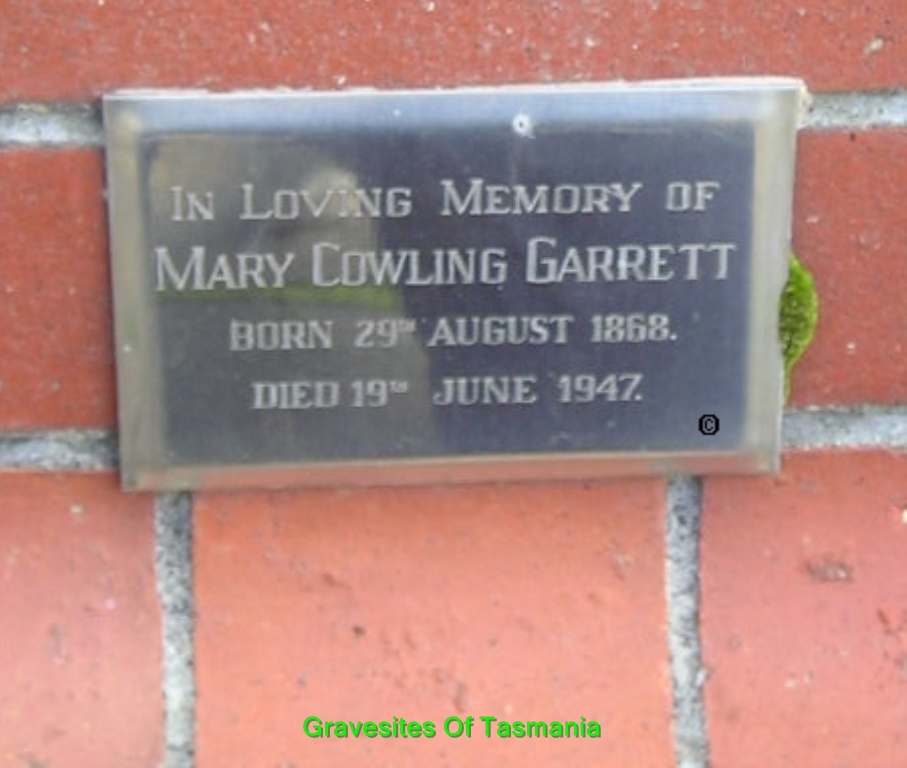 IN LOVING MEMORY OF
MARY COWLING GARRETT
BORN 29TH AUGUST 1868.
DIED 19TH JUNE 1947.
©
Gravesites Of Tasmania